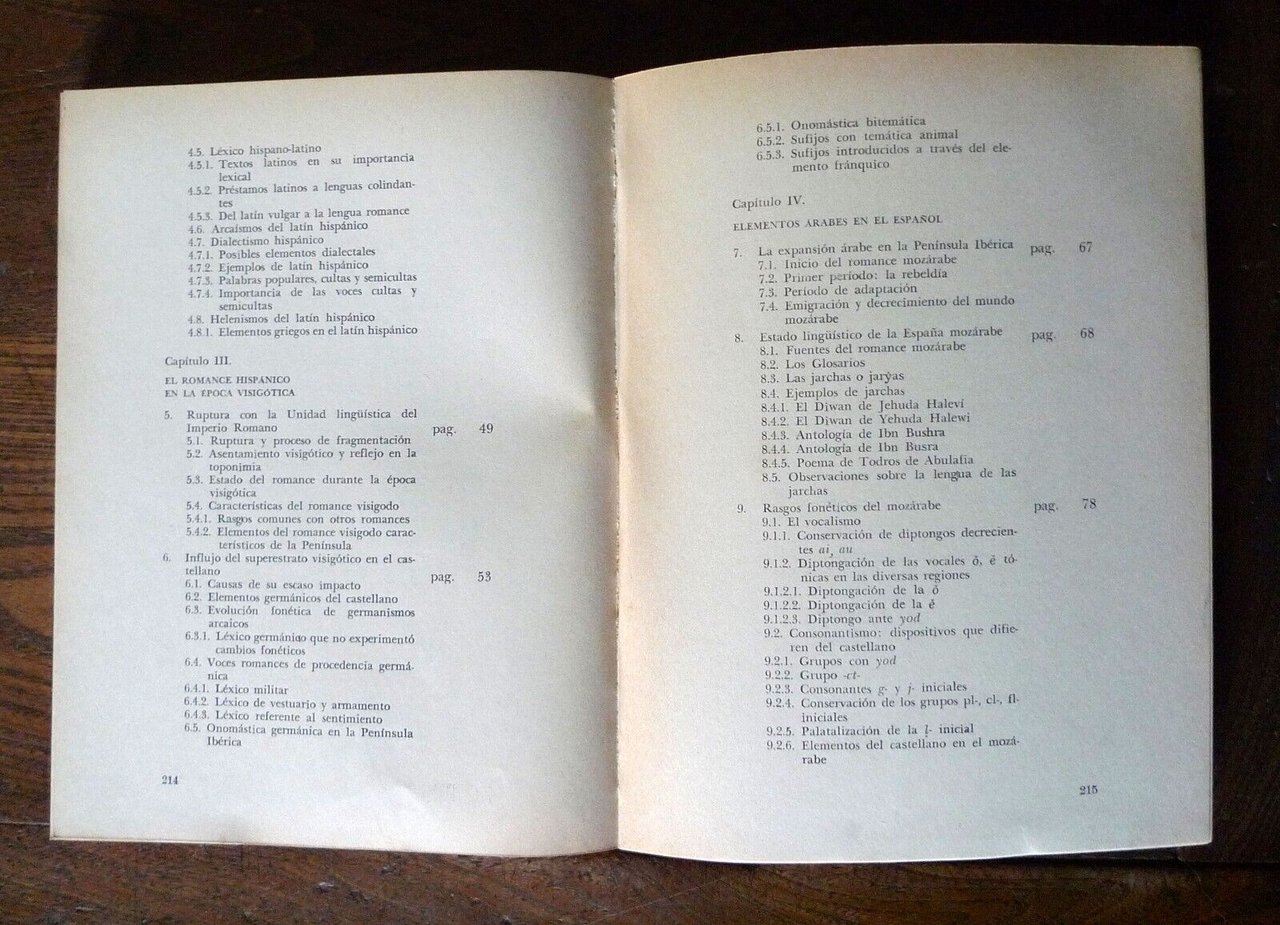 4.5. Léxico hispano-latino
4.5.1. Textos latinos en su importancia
lexical
4.5.2. Préstamos latinos a lenguas colindan-
tes
4.5.3. Del latín vulgar a la lengua romance
4.6. Arcaísmos del latín hispánico
4.7. Dialectismo hispánico
4.7.1. Posibles elementos dialectales
4.7.2. Ejemplos de latín hispánico
4.7.3. Palabras populares, cultas y semicultas
4.7.4. Importancia de las voces cultas y
semicultas
4.8. Helenismos del latín hispánico
4.8.1. Elementos griegos en el latín hispánico
Capítulo III.
EL ROMANCE HISPÁNICO
EN LA ÉPOCA VISIGÓTICA
5. Ruptura con la Unidad lingüística del
Imperio Romano pag. 49
5.1. Ruptura y proceso de fragmentación
5.2. Asentamiento visigótico y reflejo en la
toponimia
5.3. Estado del romance durante la época
visigótica
5.4. Características del romance visigodo
5.4.1. Rasgos comunes con otros romances
5.4.2. Elementos del romance visigodo carac-
terísticos de la Península
6. Influjo del superestrato visigótico en el cas-
tellano pag. 53
6.1. Causas de su escaso impacto
6.2. Elementos germánicos del castellano
6.3. Evolución fonética de germanismos
arcaicos
6.3.1. Léxico germánico que no experimentó
cambios fonéticos
6.4. Voces romances de procedencia germá-
nica
6.4.1. Léxico militar
6.4.2. Léxico de vestuario y armamento
6.4.3. Léxico referente al sentimiento
6.5. Onomástica germánica en la Península
Ibérica
214
6.5.1. Onomástica bitemática
6.5.2. Sufijos con temática animal
6.5.3. Sufijos introducidos a través del ele-
mento fránquico
Capítulo IV.
ELEMENTOS ÁRABES EN EL ESPAÑOL
7. La expansión árabe en la Península Ibérica pag. 67
7.1. Inicio del romance mozárabe
7.2. Primer período: la rebeldía
7.3. Período de adaptación
7.4. Emigración y decrecimiento del mundo
mozárabe
8. Estado lingüístico de la España mozárabe pag. 68
8.1. Fuentes del romance mozárabe
8.2. Los Glosarios
8.3. Las jarchas o jarŷas
8.4. Ejemplos de jarchas
8.4.1. El Diwan de Jehuda Haleví
8.4.2. El Diwan de Yehuda Halewi
8.4.3. Antología de Ibn Bushra
8.4.4. Antología de Ibn Busra
8.4.5. Poema de Todros de Abulafia
8.5. Observaciones sobre la lengua de las
jarchas
9. Rasgos fonéticos del mozárabe pag. 78
9.1. El vocalismo
9.1.1. Conservación de diptongos decrecien-
tes ai, au
9.1.2. Diptongación de las vocales ŏ, ĕ tó-
nicas en las diversas regiones
9.1.2.1. Diptongación de la ŏ
9.1.2.2. Diptongación de la ĕ
9.1.2.3. Diptongo ante yod
9.2. Consonantismo: dispositivos que difie-
ren del castellano
9.2.1. Grupos con yod
9.2.2. Grupo -ct-
9.2.3. Consonantes g- y j- iniciales
9.2.4. Conservación de los grupos pl-, cl-, fl-
iniciales
9.2.5. Palatalización de la l- inicial
9.2.6. Elementos del castellano en el mozá-
rabe
215